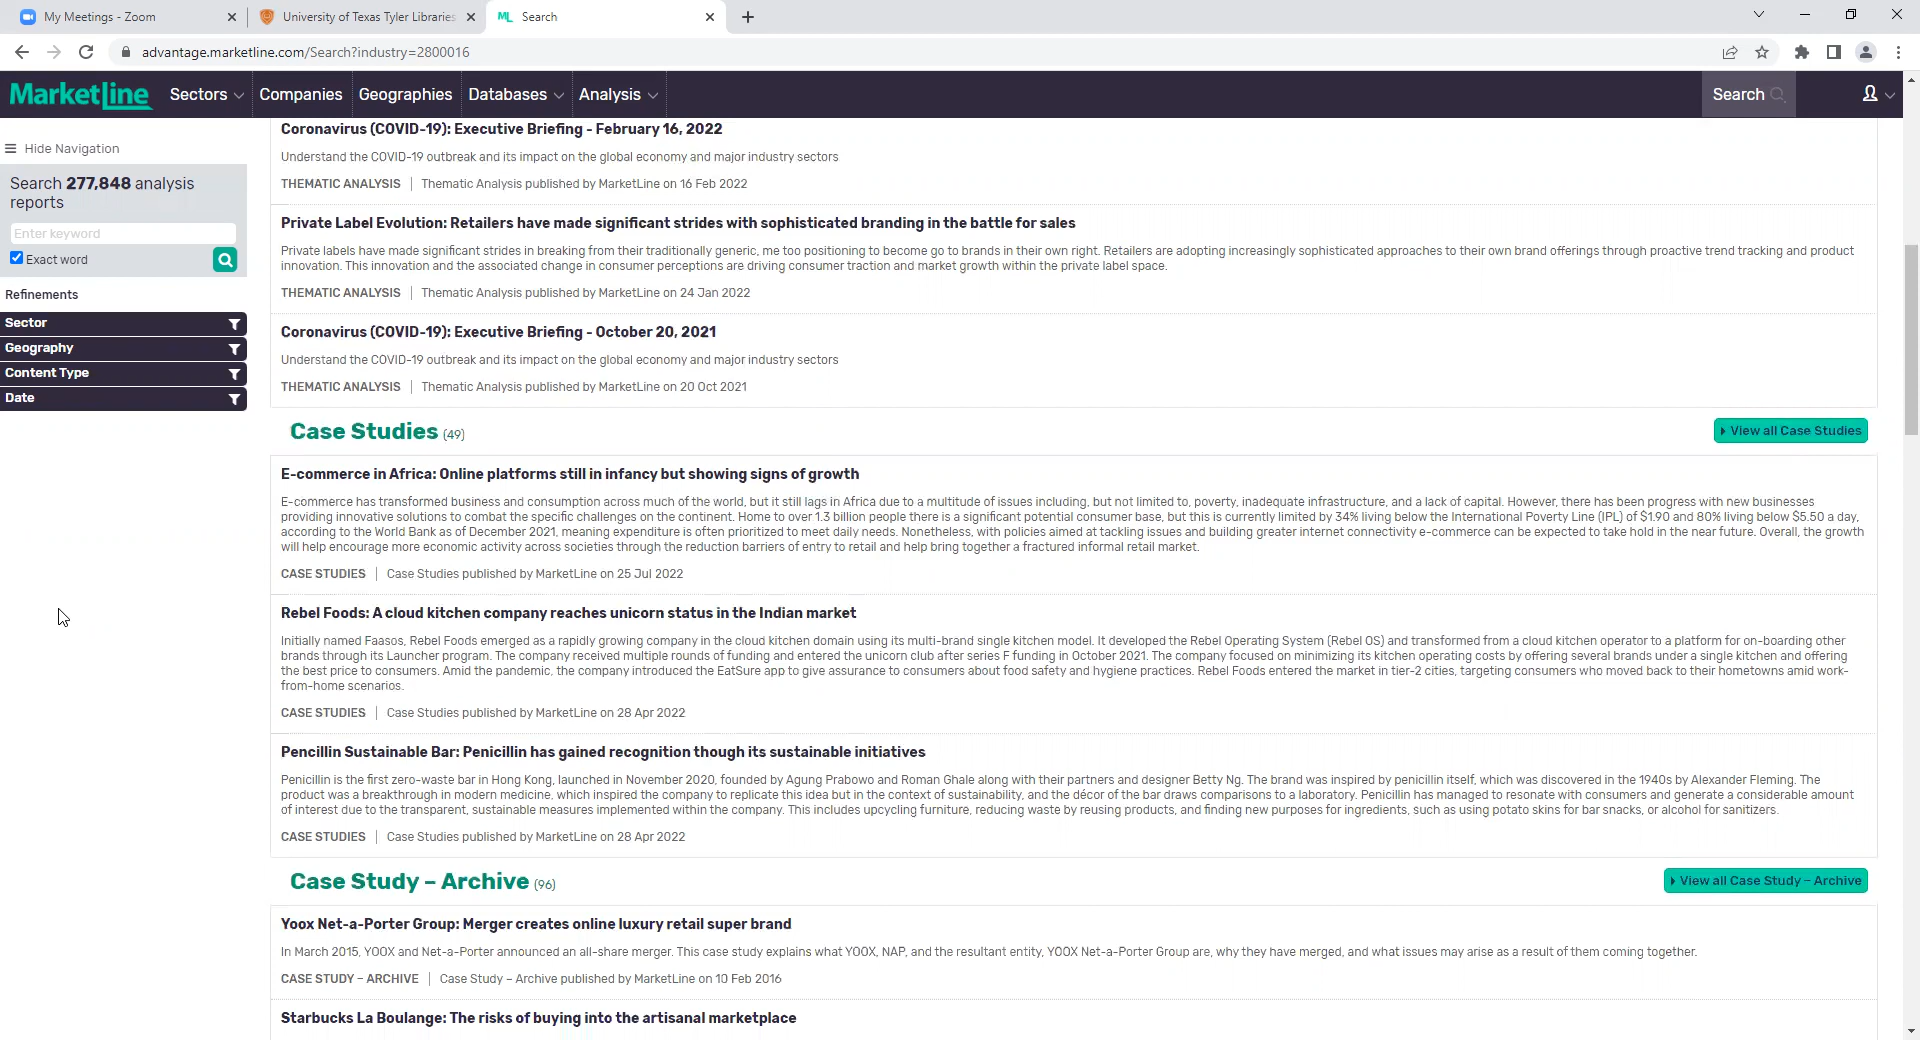 My Meetings - Zoom
University of Texas Tyler Libraries
ML Search
advantage.marketline.com/Search?industry=2800016
MarketLine Sectors Companies Geographies Databases Analysis Search
Hide Navigation
Search 277,848 analysis
reports
Enter keyword
Exact word
Refinements
Sector
Geography
Content Type
Date
Coronavirus (COVID-19): Executive Briefing - February 16, 2022
Understand the COVID-19 outbreak and its impact on the global economy and major industry sectors
THEMATIC ANALYSIS | Thematic Analysis published by MarketLine on 16 Feb 2022
Private Label Evolution: Retailers have made significant strides with sophisticated branding in the battle for sales
Private labels have made significant strides in breaking from their traditionally generic, me too positioning to become go to brands in their own right. Retailers are adopting increasingly sophisticated approaches to their own brand offerings through proactive trend tracking and product
innovation. This innovation and the associated change in consumer perceptions are driving consumer traction and market growth within the private label space.
THEMATIC ANALYSIS | Thematic Analysis published by MarketLine on 24 Jan 2022
Coronavirus (COVID-19): Executive Briefing - October 20, 2021
Understand the COVID-19 outbreak and its impact on the global economy and major industry sectors
THEMATIC ANALYSIS | Thematic Analysis published by MarketLine on 20 Oct 2021
Case Studies (49)
View all Case Studies
E-commerce in Africa: Online platforms still in infancy but showing signs of growth
E-commerce has transformed business and consumption across much of the world, but it still lags in Africa due to a multitude of issues including, but not limited to, poverty, inadequate infrastructure, and a lack of capital. However, there has been progress with new businesses
providing innovative solutions to combat the specific challenges on the continent. Home to over 1.3 billion people there is a significant potential consumer base, but this is currently limited by 34% living below the International Poverty Line (IPL) of $1.90 and 80% living below $5.50 a day,
according to the World Bank as of December 2021, meaning expenditure is often prioritized to meet daily needs. Nonetheless, with policies aimed at tackling issues and building greater internet connectivity e-commerce can be expected to take hold in the near future. Overall, the growth
will help encourage more economic activity across societies through the reduction barriers of entry to retail and help bring together a fractured informal retail market.
CASE STUDIES | Case Studies published by MarketLine on 25 Jul 2022
Rebel Foods: A cloud kitchen company reaches unicorn status in the Indian market
Initially named Faasos, Rebel Foods emerged as a rapidly growing company in the cloud kitchen domain using its multi-brand single kitchen model. It developed the Rebel Operating System (Rebel OS) and transformed from a cloud kitchen operator to a platform for on-boarding other
brands through its Launcher program. The company received multiple rounds of funding and entered the unicorn club after series F funding in October 2021. The company focused on minimizing its kitchen operating costs by offering several brands under a single kitchen and offering
the best price to consumers. Amid the pandemic, the company introduced the EatSure app to give assurance to consumers about food safety and hygiene practices. Rebel Foods entered the market in tier-2 cities, targeting consumers who moved back to their hometowns amid work-
from-home scenarios.
CASE STUDIES | Case Studies published by MarketLine on 28 Apr 2022
Pencillin Sustainable Bar: Penicillin has gained recognition though its sustainable initiatives
Penicillin is the first zero-waste bar in Hong Kong, launched in November 2020, founded by Agung Prabowo and Roman Ghale along with their partners and designer Betty Ng. The brand was inspired by penicillin itself, which was discovered in the 1940s by Alexander Fleming. The
product was a breakthrough in modern medicine, which inspired the company to replicate this idea but in the context of sustainability, and the décor of the bar draws comparisons to a laboratory. Penicillin has managed to resonate with consumers and generate a considerable amount
of interest due to the transparent, sustainable measures implemented within the company. This includes upcycling furniture, reducing waste by reusing products, and finding new purposes for ingredients, such as using potato skins for bar snacks, or alcohol for sanitizers.
CASE STUDIES | Case Studies published by MarketLine on 28 Apr 2022
Case Study – Archive (96)
View all Case Study – Archive
Yoox Net-a-Porter Group: Merger creates online luxury retail super brand
In March 2015, YOOX and Net-a-Porter announced an all-share merger. This case study explains what YOOX, NAP, and the resultant entity, YOOX Net-a-Porter Group are, why they have merged, and what issues may arise as a result of them coming together.
CASE STUDY – ARCHIVE | Case Study – Archive published by MarketLine on 10 Feb 2016
Starbucks La Boulange: The risks of buying into the artisanal marketplace